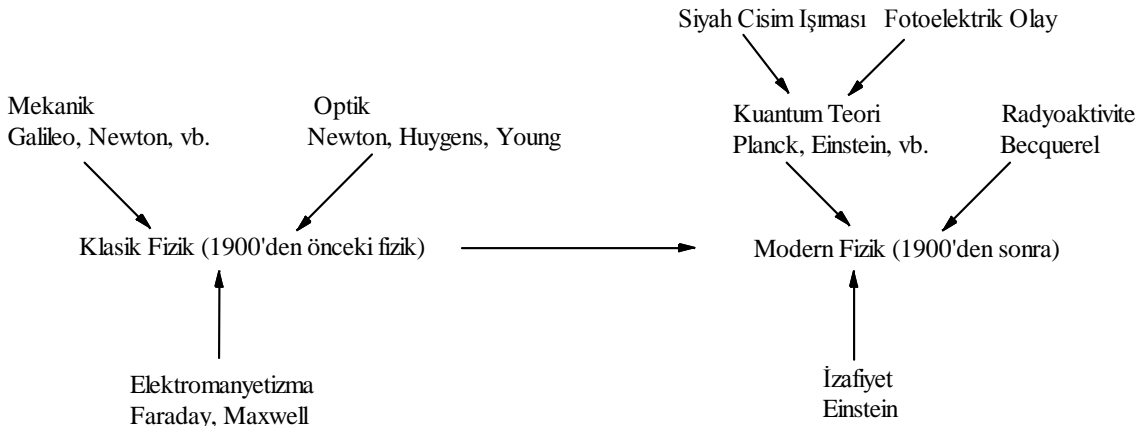 Siyah Cisim Işıması Fotoelektrik Olay
Mekanik
Galileo, Newton, vb.
Optik
Newton, Huygens, Young
Kuantum Teori
Planck, Einstein, vb.
Radyoaktivite
Becquerel
Klasik Fizik (1900'den önceki fizik)
Modern Fizik (1900'den sonra)
Elektromanyetizma
Faraday, Maxwell
İzafiyet
Einstein